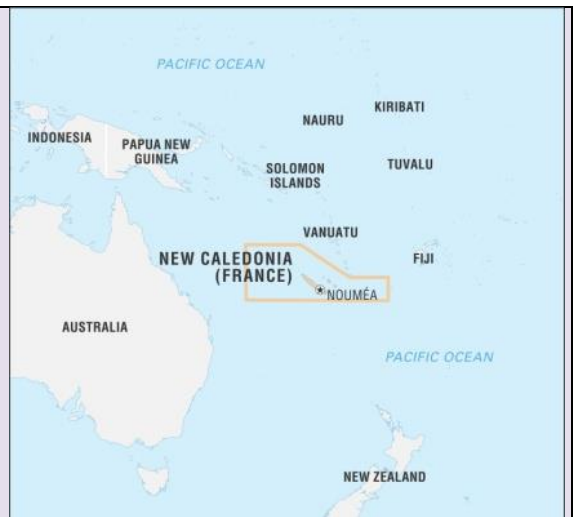 PACIFIC OCEAN
KIRIBATI
NAURU
INDONESIA
PAPUA NEW
GUINEA
SOLOMON
ISLANDS
TUVALU
VANUATU
NEW CALEDONIA
(FRANCE)
FIJI
NOUMÉA
AUSTRALIA
PACIFIC OCEAN
NEW ZEALAND